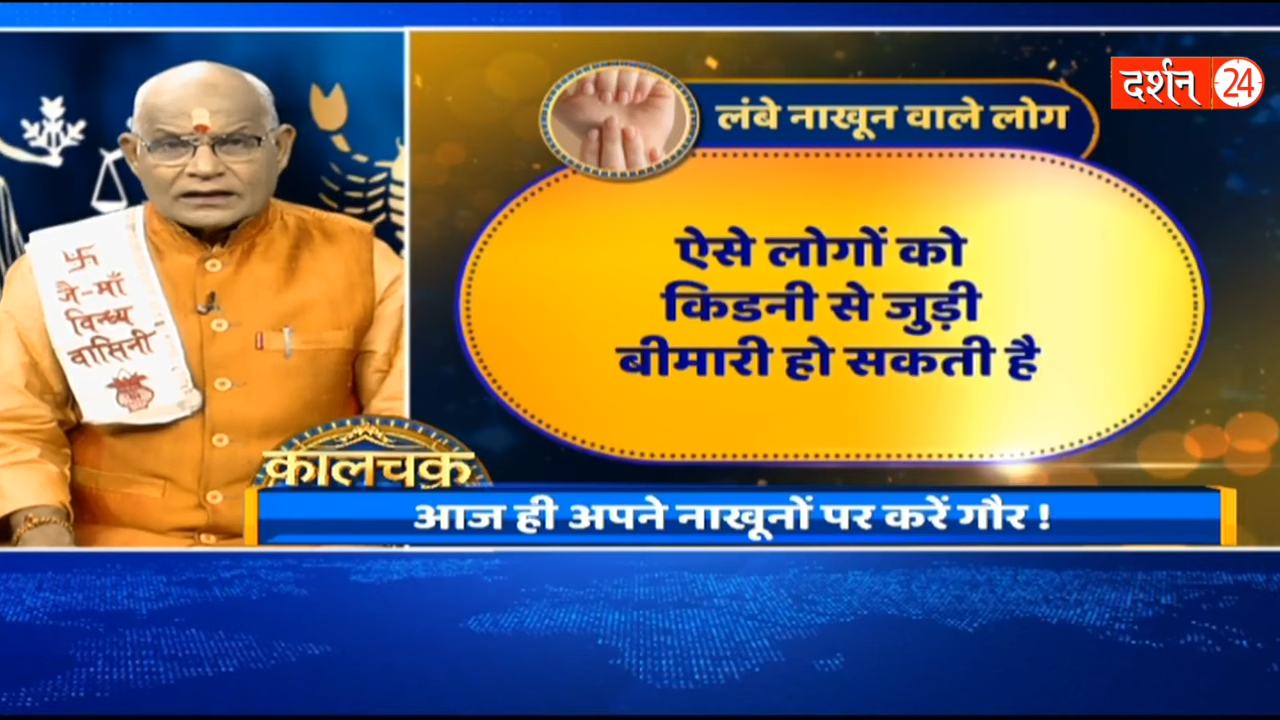 दर्शन 24
लंबे नाखून वाले लोग
ऐसे लोगों को
किडनी से जुड़ी
बीमारी हो सकती है
जै-माँ
विन्ध्य
वासिनी
कालचक्र
आज ही अपने नाखूनों पर करें गौर !